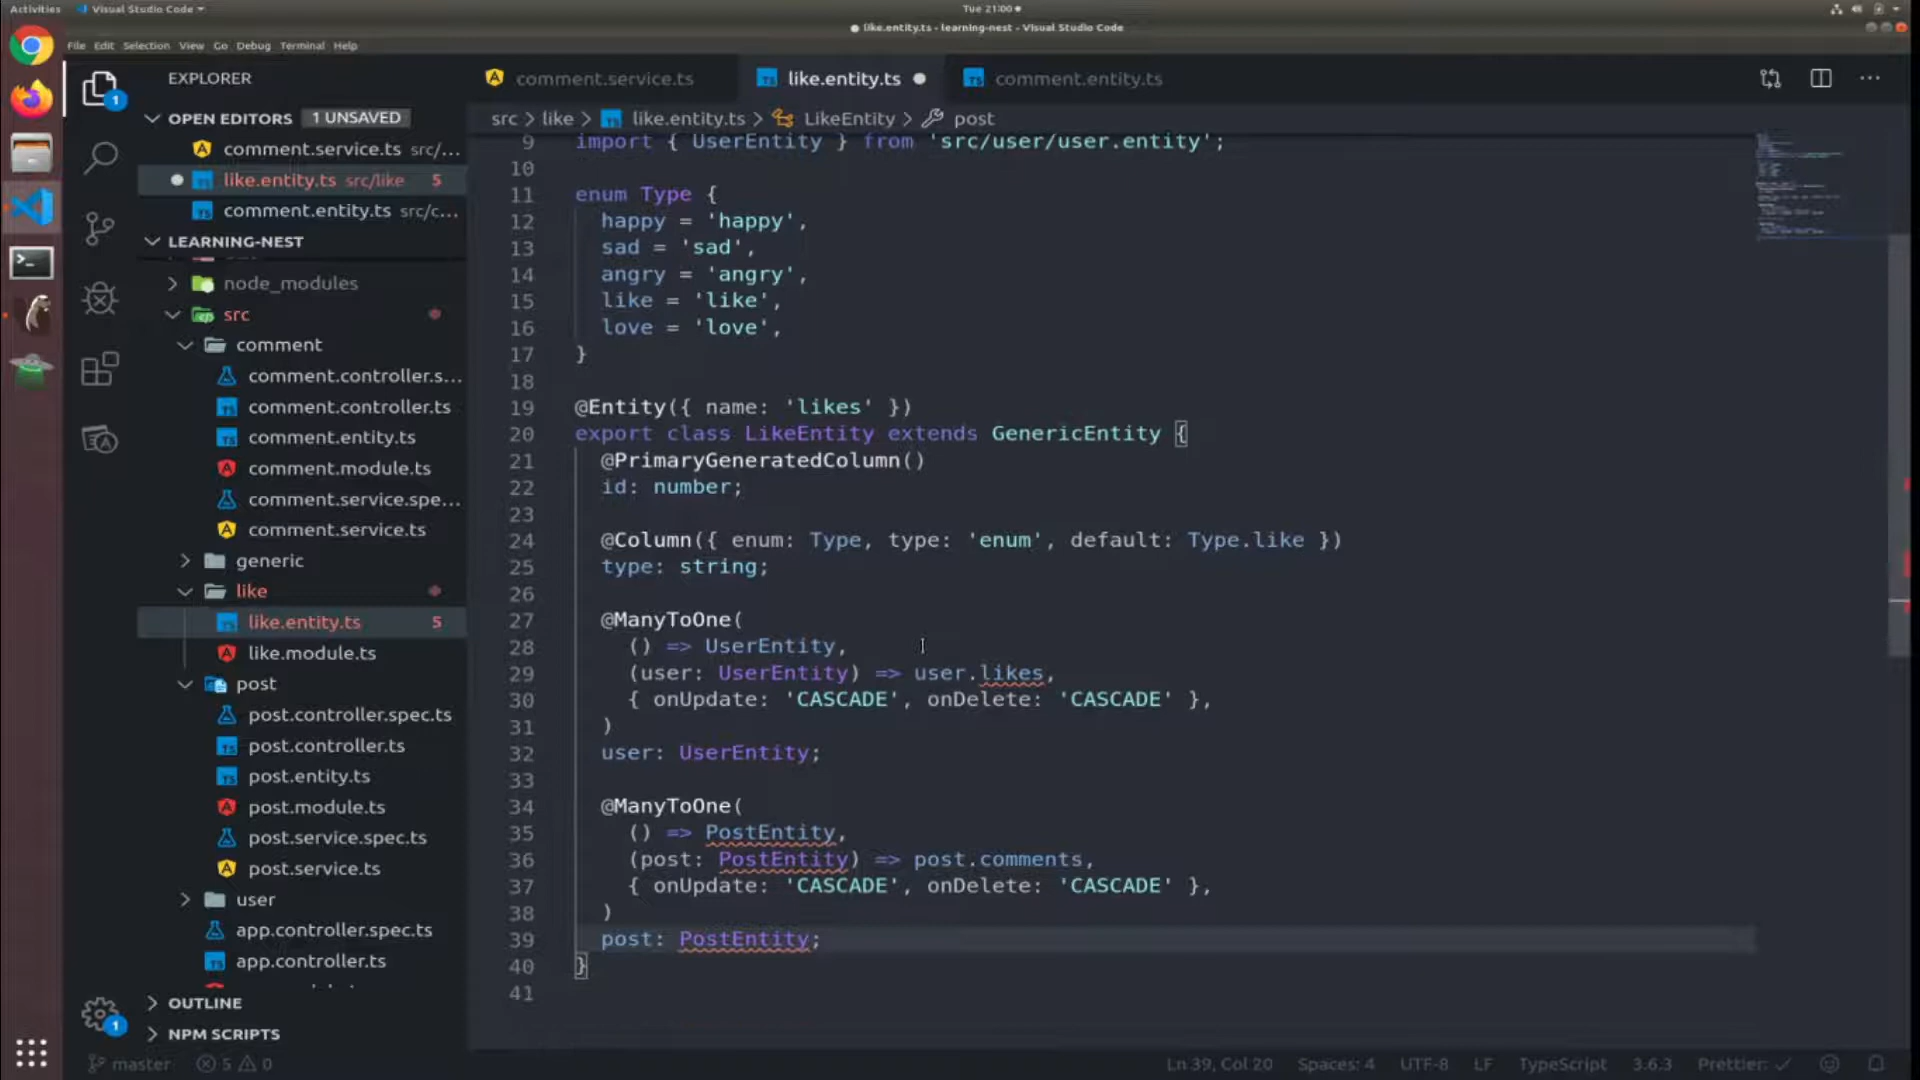 Activities
Visual Studio Code
Tue 21:00
like.entity.ts - learning-nest - Visual Studio Code
File Edit Selection View Go Debug Terminal Help
EXPLORER
OPEN EDITORS 1 UNSAVED
comment.service.ts src/...
like.entity.ts src/like 5
comment.entity.ts src/c...
LEARNING-NEST
node_modules
src
comment
comment.controller.s...
comment.controller.ts
comment.entity.ts
comment.module.ts
comment.service.spe...
comment.service.ts
generic
like
like.entity.ts 5
like.module.ts
post
post.controller.spec.ts
post.controller.ts
post.entity.ts
post.module.ts
post.service.spec.ts
post.service.ts
user
app.controller.spec.ts
app.controller.ts
OUTLINE
NPM SCRIPTS
1
1
comment.service.ts
like.entity.ts
comment.entity.ts
src > like > like.entity.ts > LikeEntity > post
9 import { UserEntity } from 'src/user/user.entity';
10
11 enum Type {
12 happy = 'happy',
13 sad = 'sad',
14 angry = 'angry',
15 like = 'like',
16 love = 'love',
17 }
18
19 @Entity({ name: 'likes' })
20 export class LikeEntity extends GenericEntity {
21 @PrimaryGeneratedColumn()
22 id: number;
23
24 @Column({ enum: Type, type: 'enum', default: Type.like })
25 type: string;
26
27 @ManyToOne(
28 () => UserEntity,
29 (user: UserEntity) => user.likes,
30 { onUpdate: 'CASCADE', onDelete: 'CASCADE' },
31 )
32 user: UserEntity;
33
34 @ManyToOne(
35 () => PostEntity,
36 (post: PostEntity) => post.comments,
37 { onUpdate: 'CASCADE', onDelete: 'CASCADE' },
38 )
39 post: PostEntity;
40 }
41
master 5 0
Ln 39, Col 20 Spaces: 4 UTF-8 LF TypeScript 3.6.3 Prettier: ✓